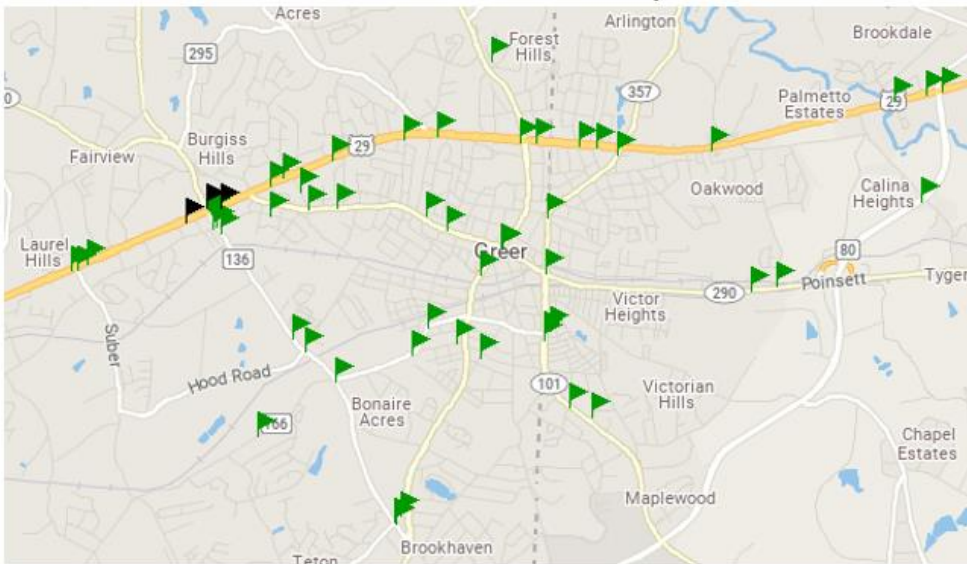 Acres
Arlington
Forest
Hills
295
Brookdale
357
Palmetto
Estates
29
Burgiss
Hills
29
Fairview
Oakwood
Calina
Heights
Laurel
Hills
Greer
136
80
Poinsett
Tyger
290
Victor
Heights
Suber
Hood Road
101
Victorian
Hills
Bonaire
Acres
Chapel
Estates
Maplewood
Brookhaven
Teton